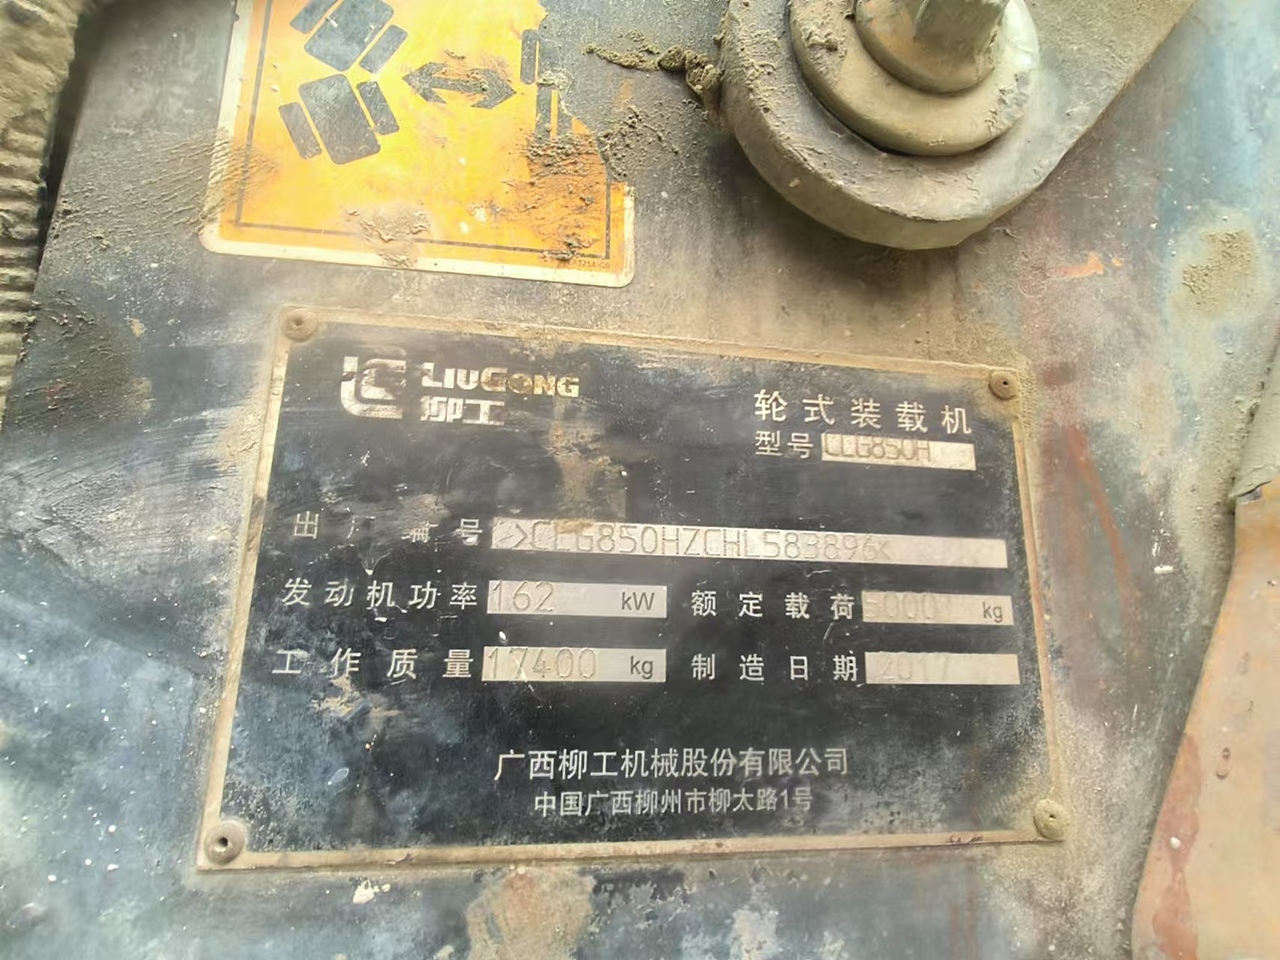 LIUGONG
柳工
轮式装载机
型号 CLG850H
出厂编号 >CLG850HZCHL583896<
发动机功率 162 kW 额定载荷 5000 kg
工作质量 17400 kg 制造日期 2017
广西柳工机械股份有限公司
中国广西柳州市柳太路1号